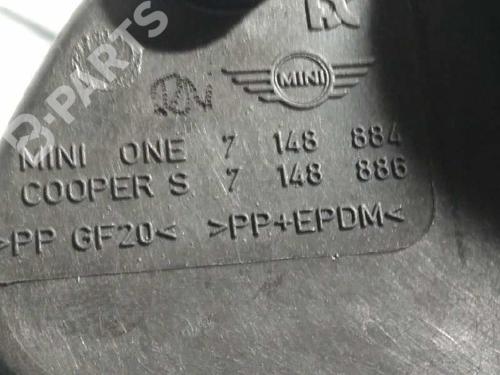 B-PARTS
MINI
MINI ONE 7 148 884
COOPER S 7 148 886
>PP GF20< >PP+EPDM<